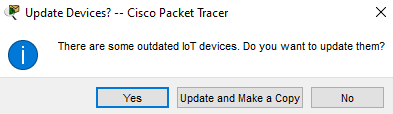 Update Devices? -- Cisco Packet Tracer
There are some outdated IoT devices. Do you want to update them?
Yes
Update and Make a Copy
No